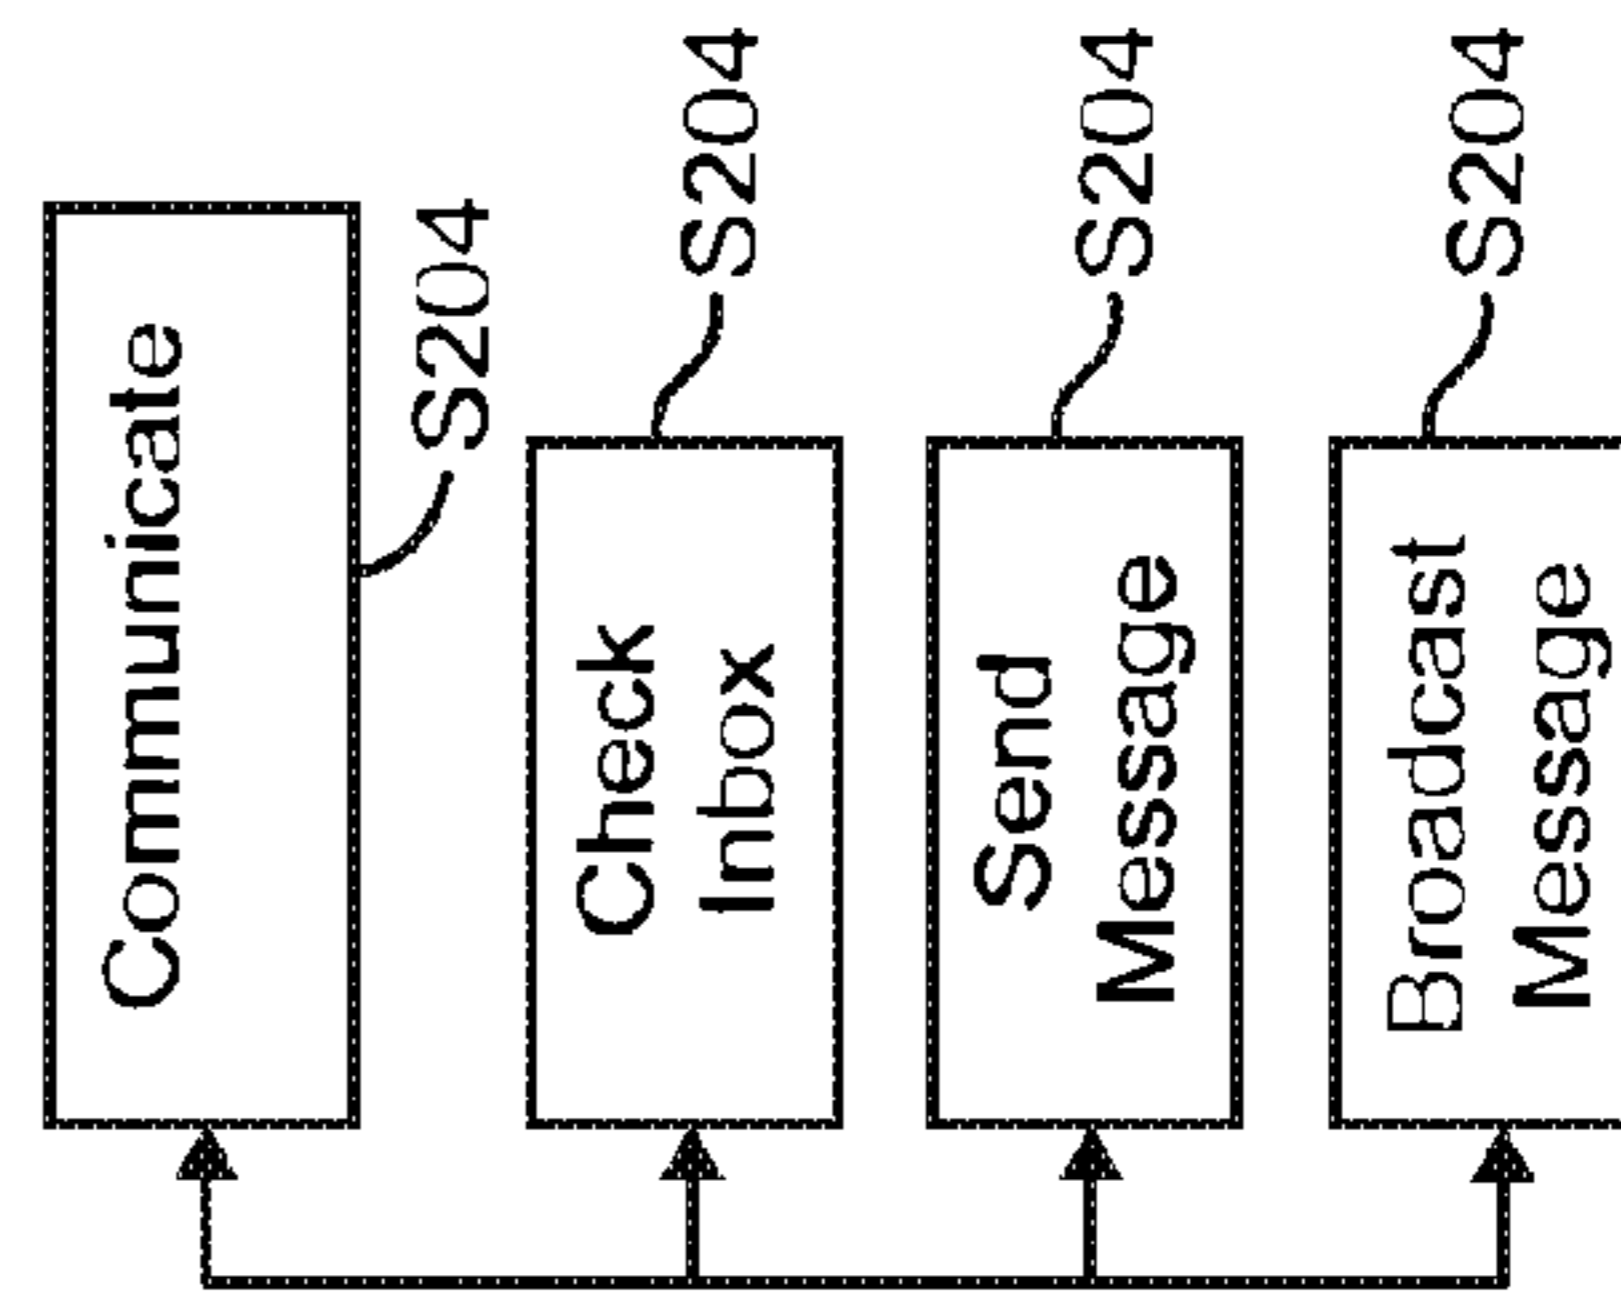 Communicate
S204
Check
Inbox
S204
Send
Message
S204
Broadcast
Message
S204